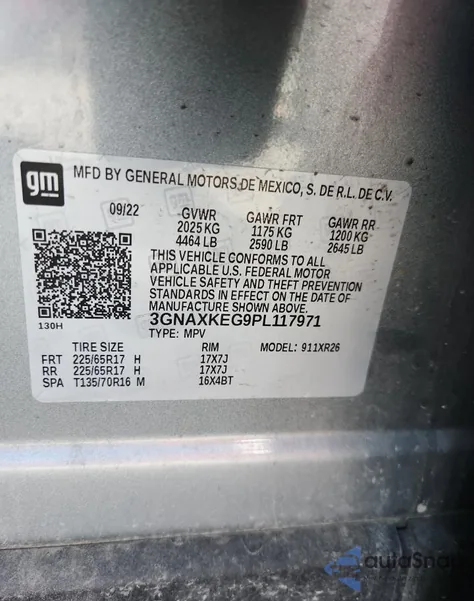 gm
MFD BY GENERAL MOTORS DE MEXICO, S. DE R.L. DE C.V.
09/22 GVWR GAWR FRT GAWR RR
2025 KG 1175 KG 1200 KG
4464 LB 2590 LB 2645 LB
THIS VEHICLE CONFORMS TO ALL
APPLICABLE U.S. FEDERAL MOTOR
VEHICLE SAFETY AND THEFT PREVENTION
STANDARDS IN EFFECT ON THE DATE OF
MANUFACTURE SHOWN ABOVE.
130H 3GNAXKEG9PL117971
TYPE: MPV MODEL: 911XR26
TIRE SIZE RIM
FRT 225/65R17 H 17X7J
RR 225/65R17 H 17X7J
SPA T135/70R16 M 16X4BT
autaSnap